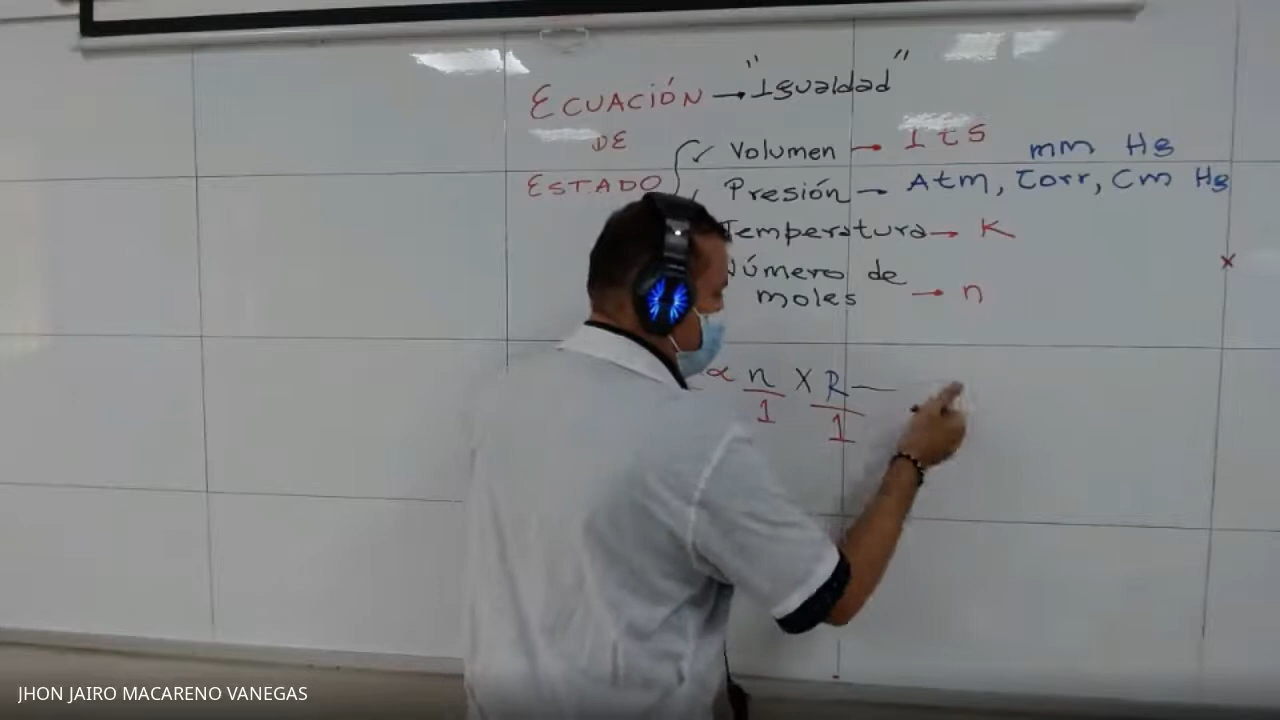 ECUACIÓN → "Igualdad"
DE
ESTADO
Volumen → lts
mm Hg
Presión → Atm, Torr, Cm Hg
Temperatura → K
Número de
moles → n
∝ n/1 X R/1 —
x
JHON JAIRO MACARENO VANEGAS